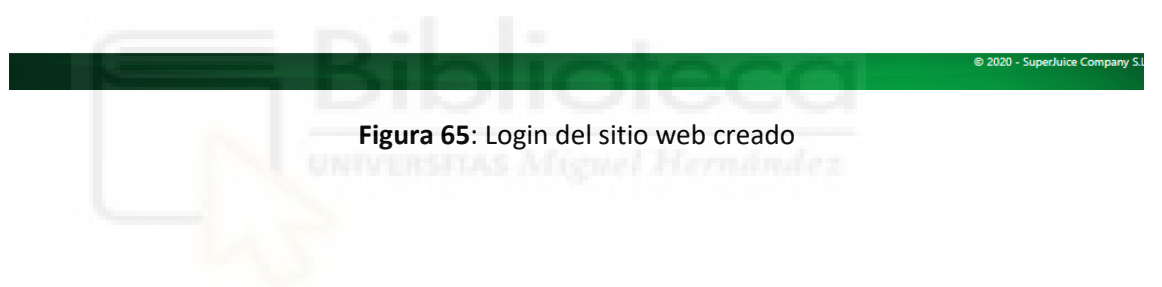 Biblioteca
© 2020 - SuperJuice Company S.L
Figura 65: Login del sitio web creado
UNIVERSITAS Miguel Hernández